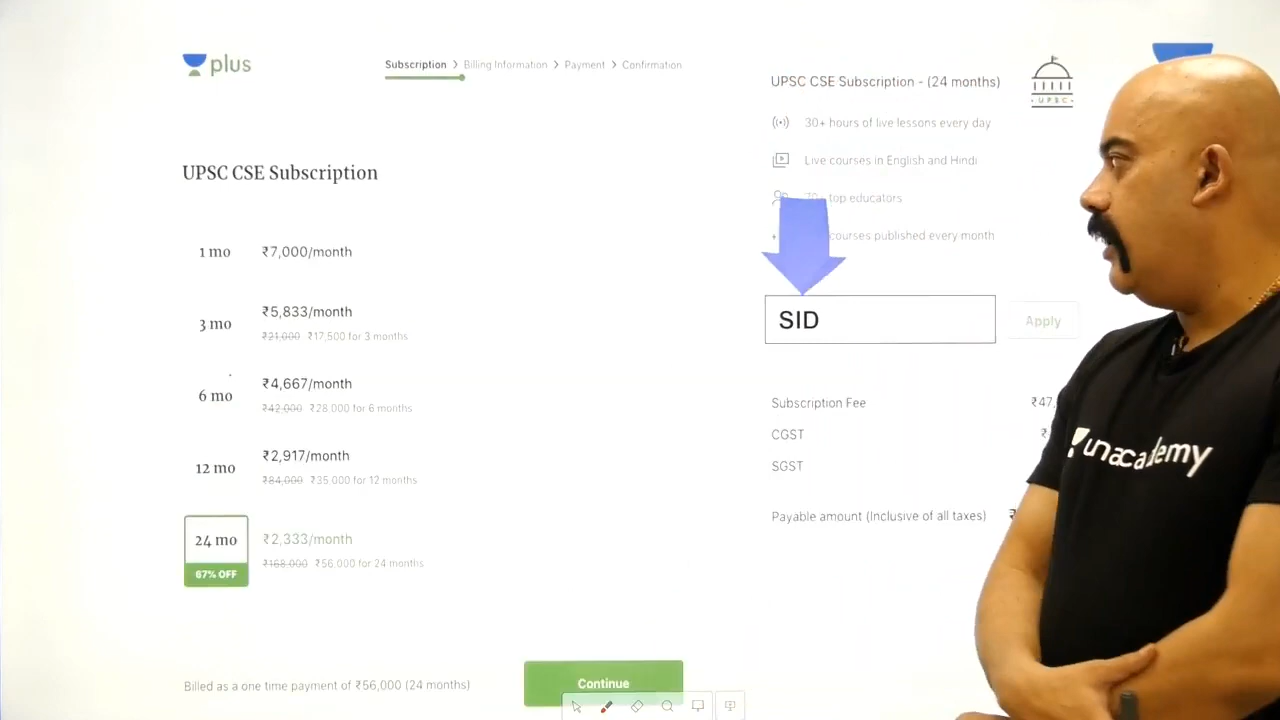 plus
Subscription > Billing Information > Payment > Confirmation
UPSC CSE Subscription - (24 months)
UPSC
30+ hours of live lessons every day
Live courses in English and Hindi
top educators
courses published every month
UPSC CSE Subscription
1 mo ₹7,000/month
3 mo ₹5,833/month
₹21,000 ₹17,500 for 3 months
6 mo ₹4,667/month
₹42,000 ₹28,000 for 6 months
12 mo ₹2,917/month
₹84,000 ₹35,000 for 12 months
24 mo ₹2,333/month
67% OFF ₹168,000 ₹56,000 for 24 months
SID
Apply
Subscription Fee ₹47,
CGST ₹
SGST
Payable amount (Inclusive of all taxes) ₹
Billed as a one time payment of ₹56,000 (24 months)
Continue
unacademy